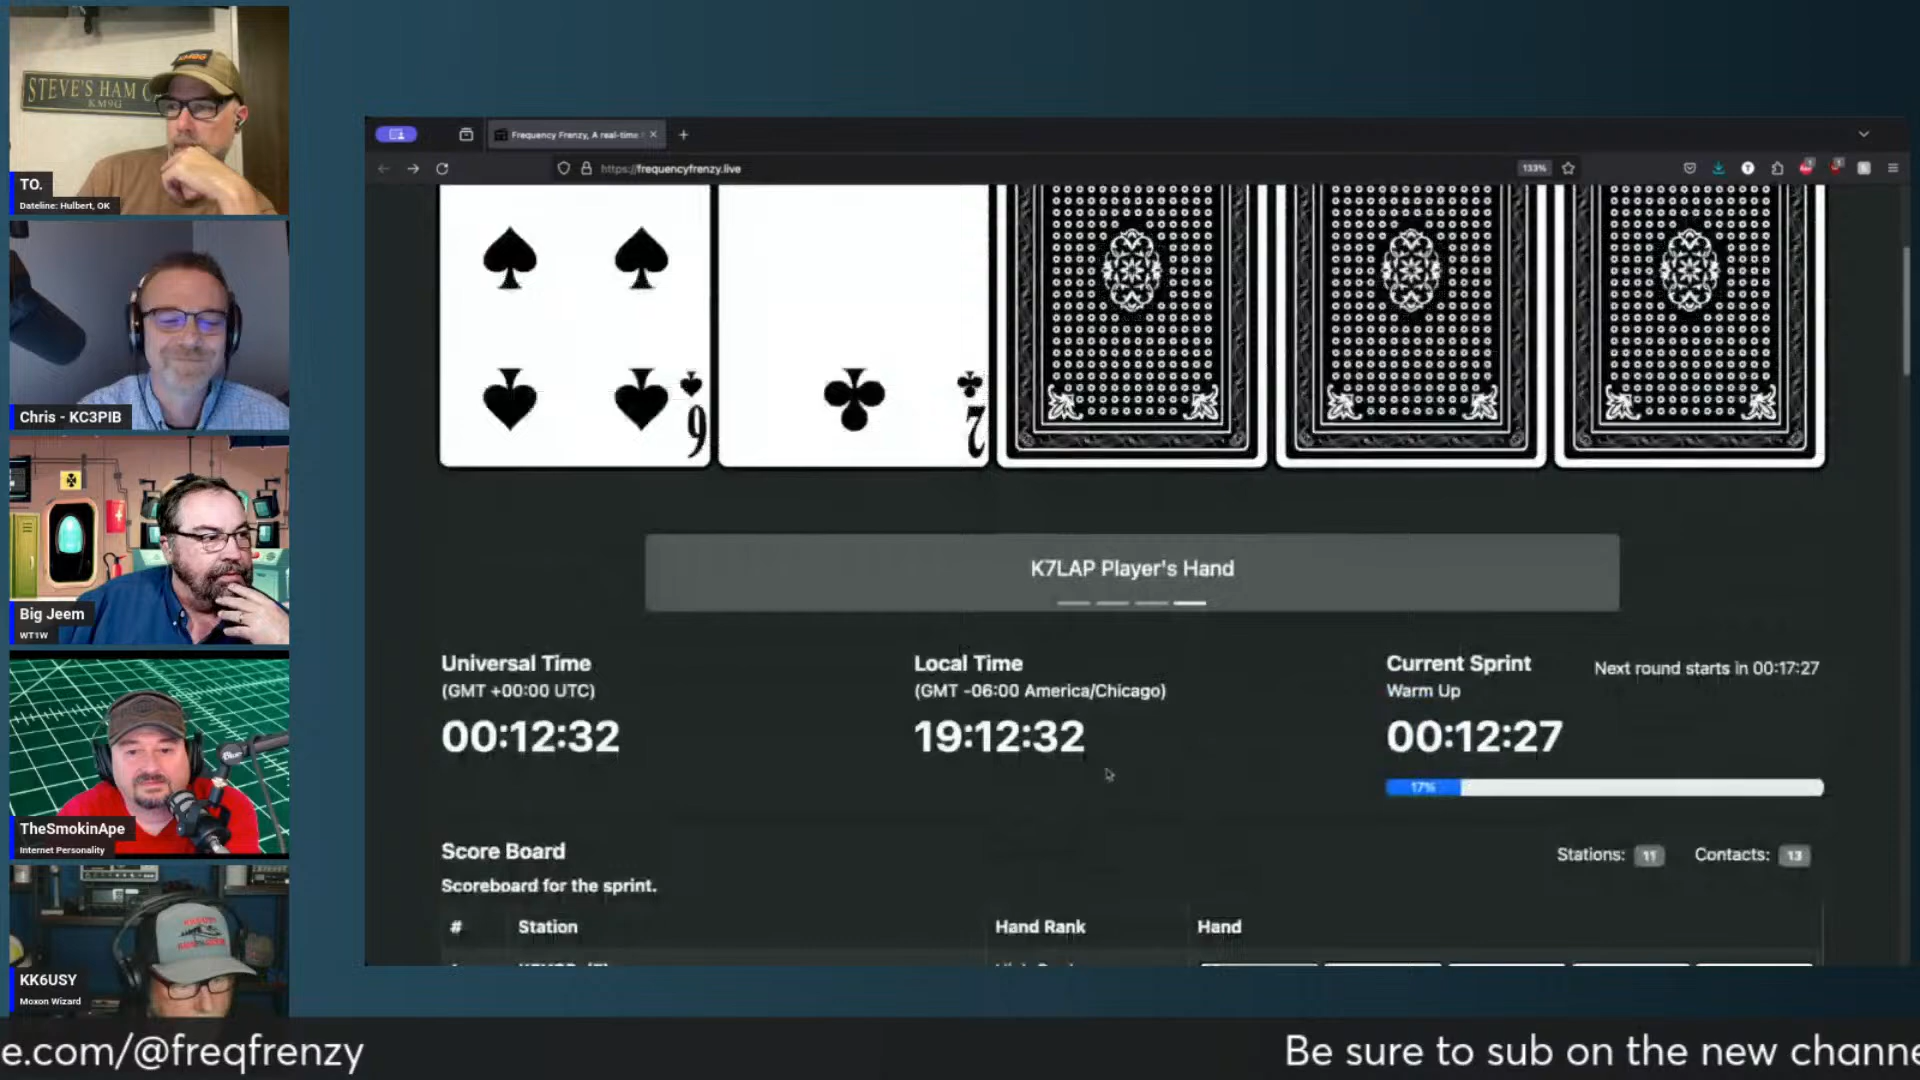 STEVE'S HAM
KM9G
TO.
Dateline: Hulbert, OK
Chris - KC3PIB
Big Jeem
WT1W
TheSmokinApe
Internet Personality
KK6USY
Moxon Wizard
Frequency Frenzy, A real-time
https://frequencyfrenzy.live
133%
6
2
K7LAP Player's Hand
Universal Time
(GMT +00:00 UTC)
00:12:32
Local Time
(GMT -06:00 America/Chicago)
19:12:32
Current Sprint
Next round starts in 00:17:27
Warm Up
00:12:27
17%
Score Board
Stations: 11
Contacts: 13
Scoreboard for the sprint.
# Station Hand Rank Hand
e.com/@freqfrenzy
Be sure to sub on the new channe